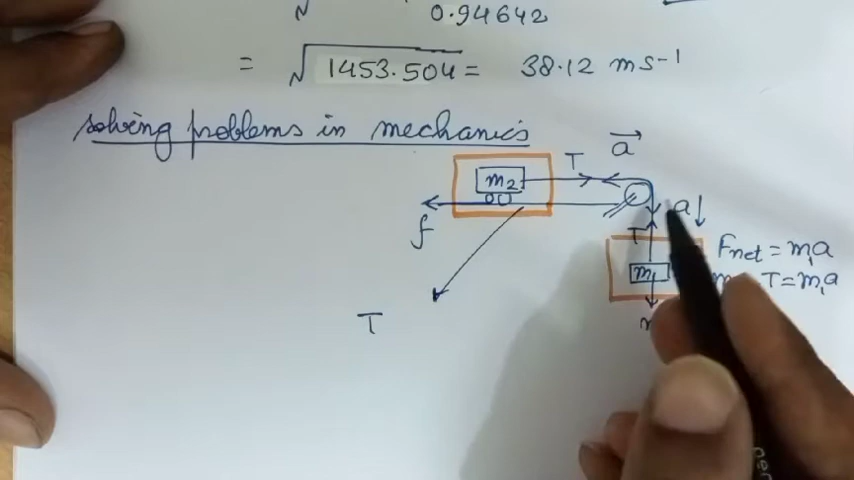 0.94642
= √1453.504 = 38.12 ms⁻¹
solving problems in mechanics
T a
m2
f
a
T
Fnet = m1a
m1
T = m1a
T